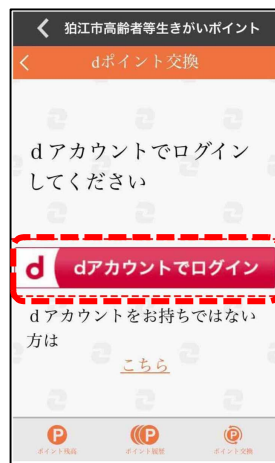 狛江市高齢者等生きがいポイント
dポイント交換
dアカウントでログイン
してください
d dアカウントでログイン
dアカウントをお持ちではない
方は
こちら
ポイント残高 ポイント履歴 ポイント交換